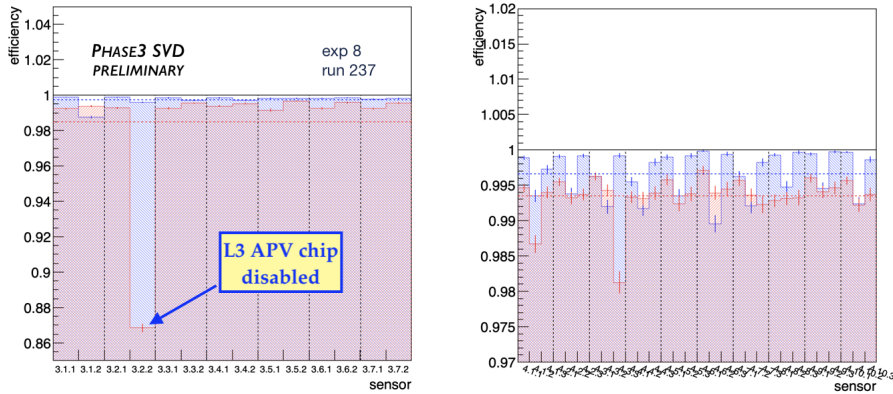 efficiency
1.04
1.02
1
0.98
0.96
0.94
0.92
0.9
0.88
0.86
PHASE3 SVD
PRELIMINARY
exp 8
run 237
L3 APV chip
disabled
3.1.1 3.1.2 3.2.1 3.2.2 3.3.1 3.3.2 3.4.1 3.4.2 3.5.1 3.5.2 3.6.1 3.6.2 3.7.1 3.7.2
sensor
efficiency
1.02
1.015
1.01
1.005
1
0.995
0.99
0.985
0.98
0.975
0.97
sensor